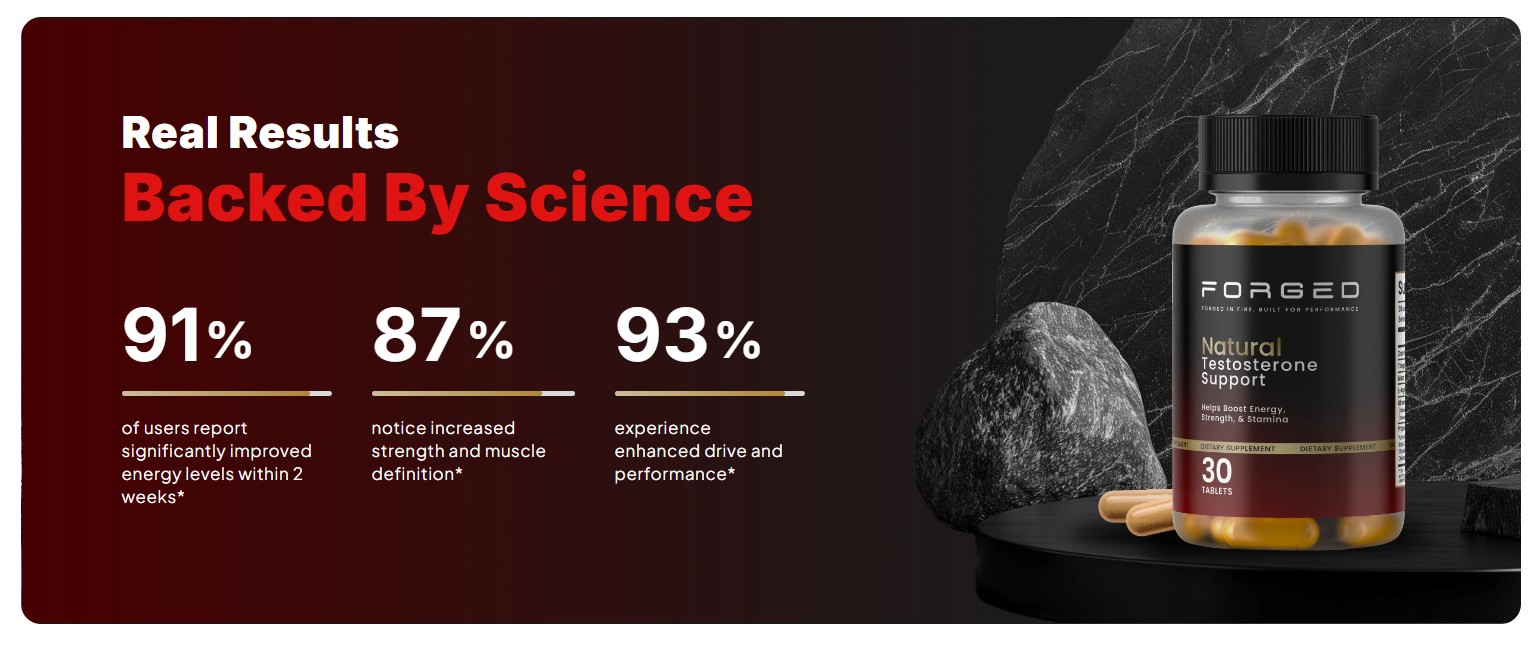 Real Results
Backed By Science
91%
of users report
significantly improved
energy levels within 2
weeks*
87%
notice increased
strength and muscle
definition*
93%
experience
enhanced drive and
performance*
FORGED
FORGED IN FIRE. BUILT FOR PERFORMANCE
Natural
Testosterone
Support
Helps Boost Energy,
Strength, & Stamina
DIETARY SUPPLEMENT DIETARY SUPPLEMENT
30
TABLETS